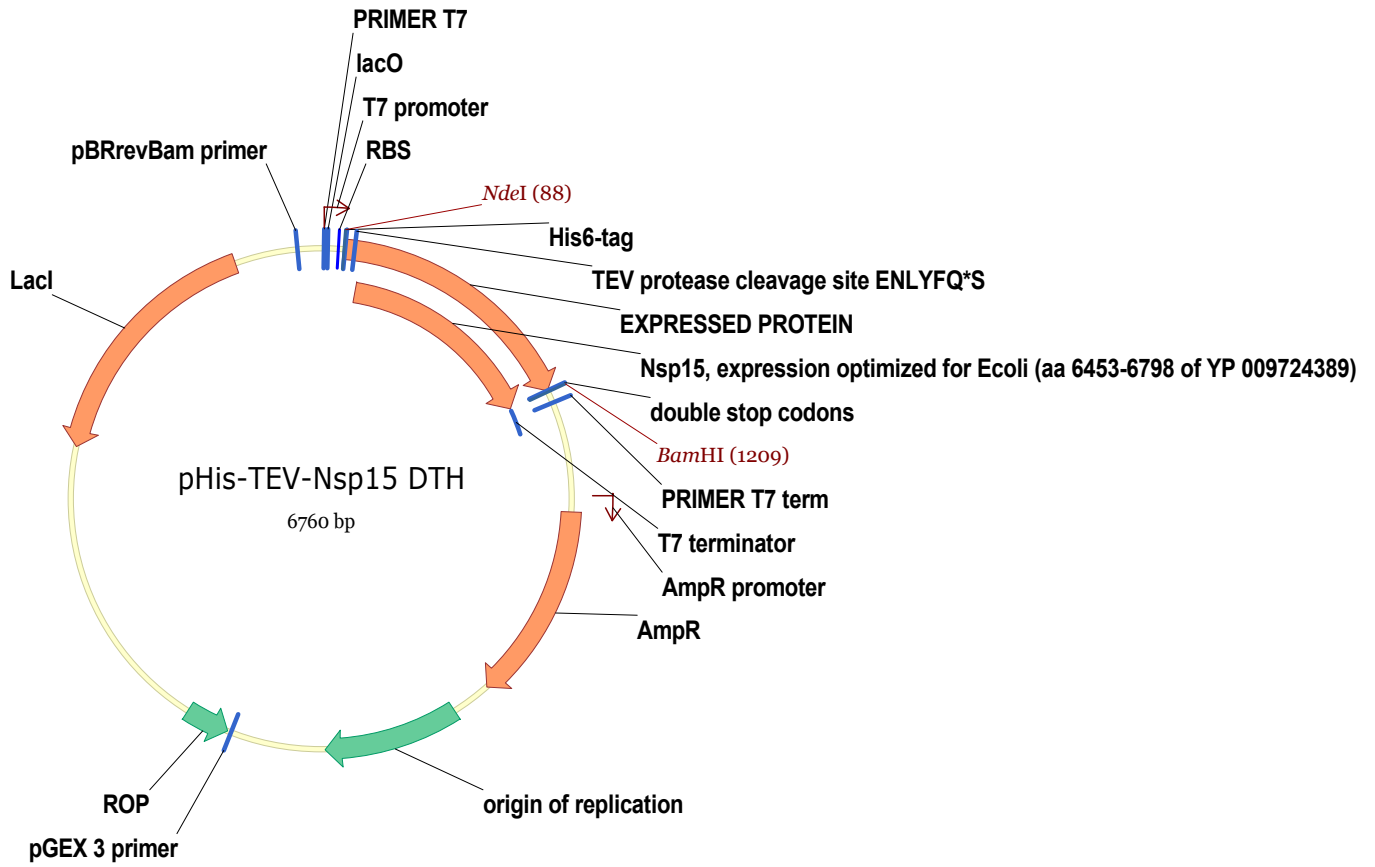 PRIMER T7
lacO
T7 promoter
pBRrevBam primer
RBS
NdeI (88)
His6-tag
LacI
TEV protease cleavage site ENLYFQ*S
EXPRESSED PROTEIN
Nsp15, expression optimized for Ecoli (aa 6453-6798 of YP 009724389)
double stop codons
BamHI (1209)
pHis-TEV-Nsp15 DTH
6760 bp
PRIMER T7 term
T7 terminator
AmpR promoter
AmpR
ROP
origin of replication
pGEX 3 primer